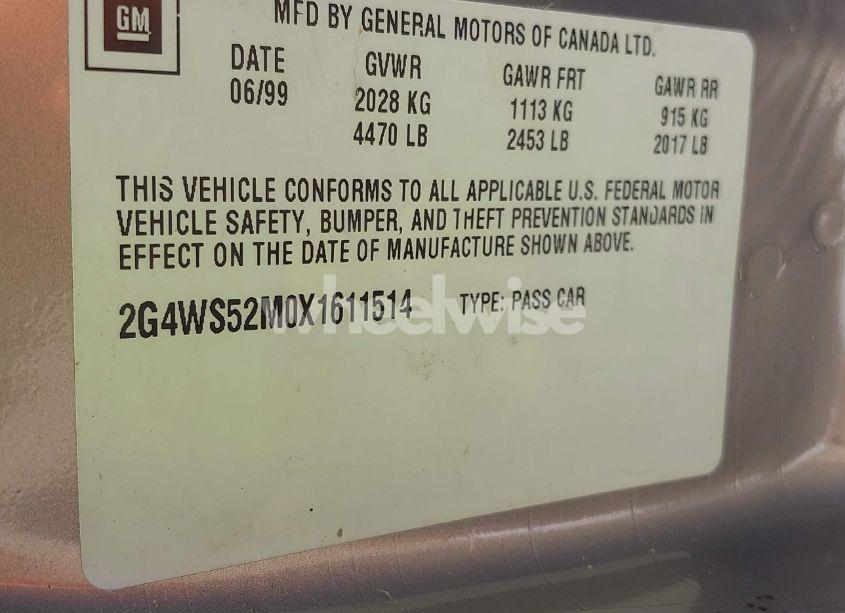 GM
MFD BY GENERAL MOTORS OF CANADA LTD.
DATE GVWR GAWR FRT GAWR RR
06/99 2028 KG 1113 KG 915 KG
4470 LB 2453 LB 2017 LB
THIS VEHICLE CONFORMS TO ALL APPLICABLE U.S. FEDERAL MOTOR
VEHICLE SAFETY, BUMPER, AND THEFT PREVENTION STANDARDS IN
EFFECT ON THE DATE OF MANUFACTURE SHOWN ABOVE.
2G4WS52M0X1611514 TYPE: PASS CAR
wheelwise